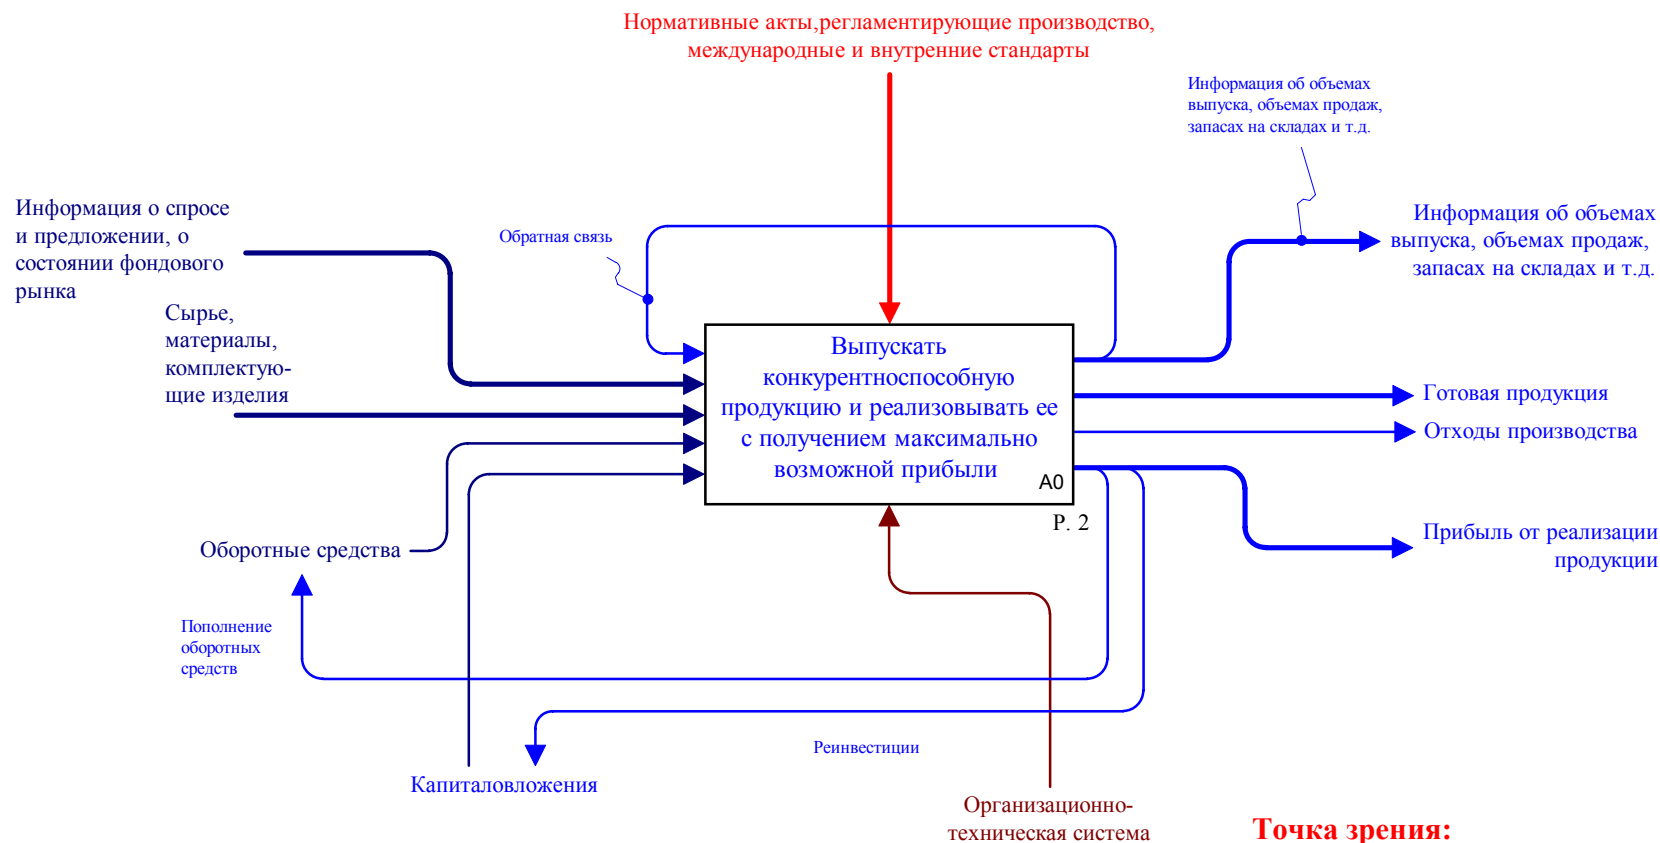 Нормативные акты,регламентирующие производство,
международные и внутренние стандарты
Информация об объемах
выпуска, объемах продаж,
запасах на складах и т.д.
Информация о спросе
и предложении, о
состоянии фондового
рынка
Обратная связь
Информация об объемах
выпуска, объемах продаж,
запасах на складах и т.д.
Сырье,
материалы,
комплектую-
щие изделия
Выпускать
конкурентноспособную
продукцию и реализовывать ее
с получением максимально
возможной прибыли
A0
P. 2
Готовая продукция
Отходы производства
Прибыль от реализации
продукции
Оборотные средства
Пополнение
оборотных
средств
Реинвестиции
Капиталовложения
Организационно-
техническая система
Точка зрения: